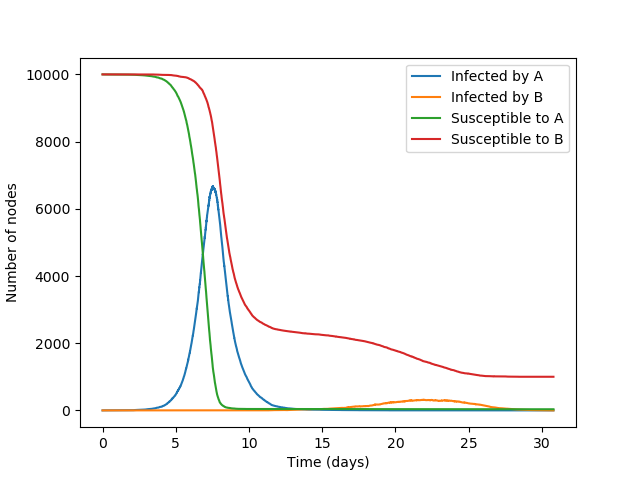 10000
8000
6000
4000
2000
0
Number of nodes
Infected by A
Infected by B
Susceptible to A
Susceptible to B
0 5 10 15 20 25 30
Time (days)